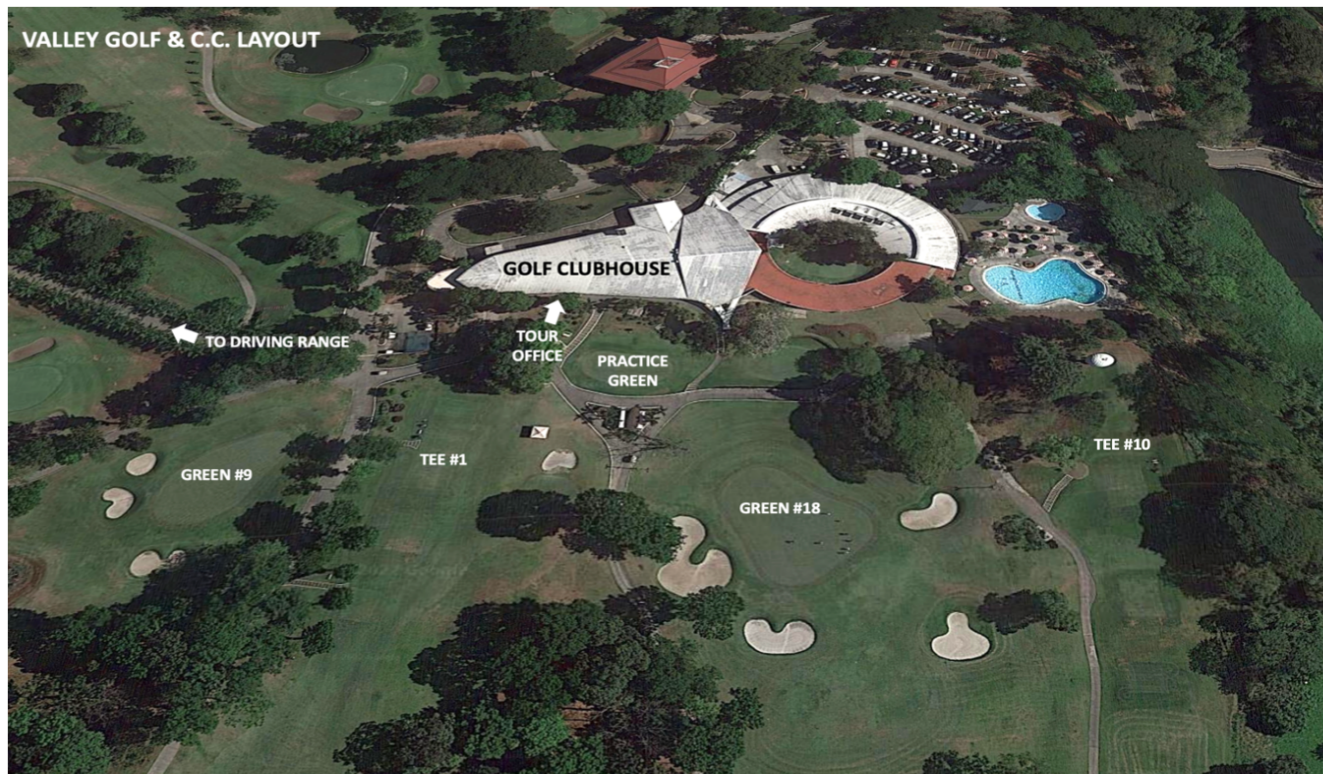 VALLEY GOLF & C.C. LAYOUT
GOLF CLUBHOUSE
TO DRIVING RANGE
TOUR
OFFICE
PRACTICE
GREEN
GREEN #9
TEE #1
GREEN #18
TEE #10